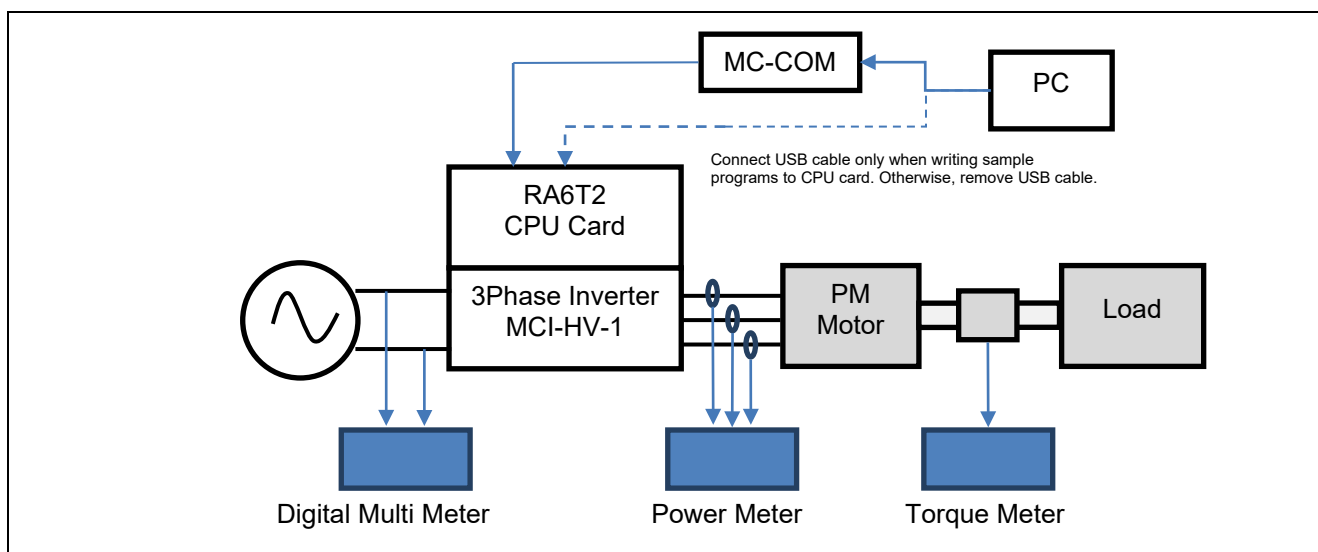 MC-COM
PC
Connect USB cable only when writing sample
programs to CPU card. Otherwise, remove USB cable.
RA6T2
CPU Card
3Phase Inverter
MCI-HV-1
PM
Motor
Load
Digital Multi Meter
Power Meter
Torque Meter